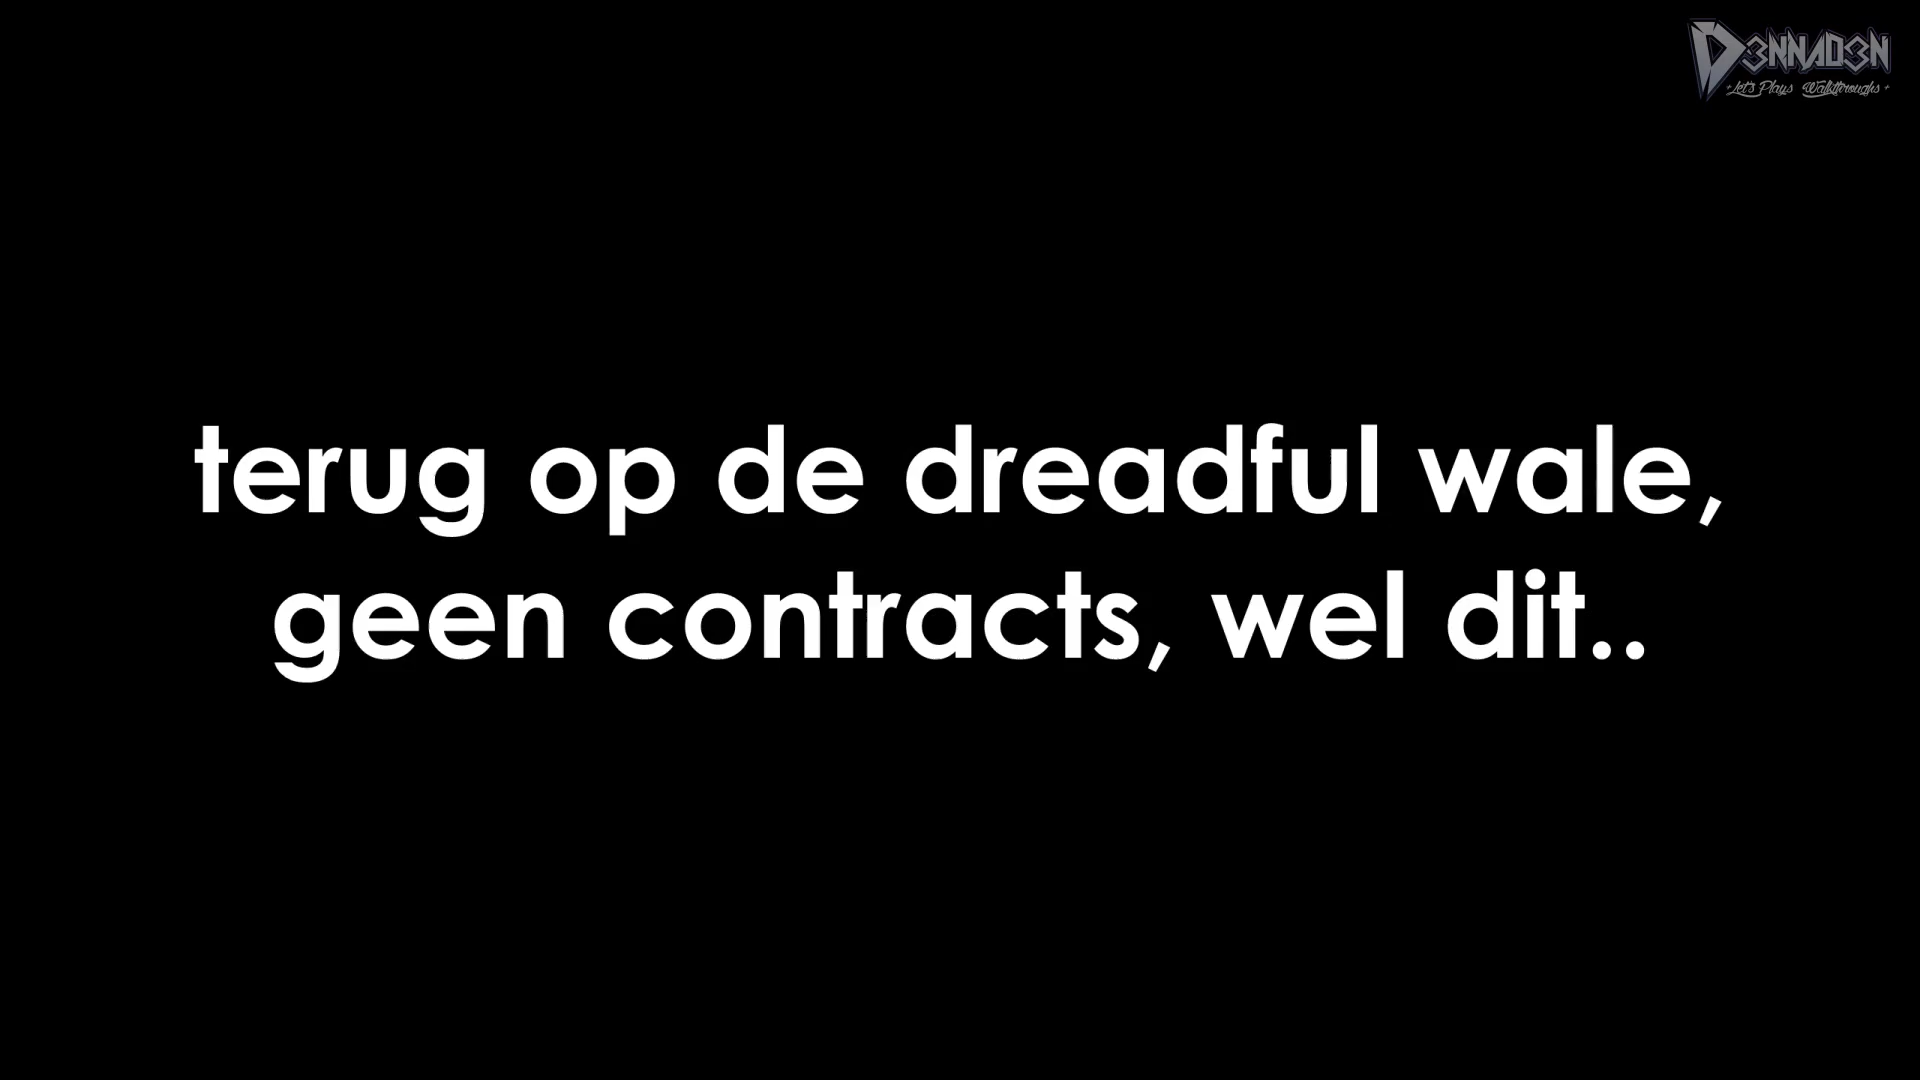 D3NNAD3N
Let's Plays Walkthroughs
terug op de dreadful wale,
geen contracts, wel dit..